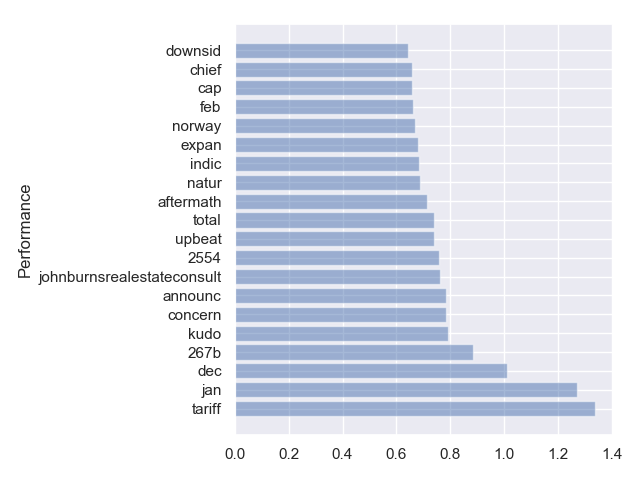 downsid
chief
cap
feb
norway
expan
indic
natur
aftermath
total
upbeat
2554
johnburnsrealestateconsult
announc
concern
kudo
267b
dec
jan
tariff
Performance
0.0 0.2 0.4 0.6 0.8 1.0 1.2 1.4